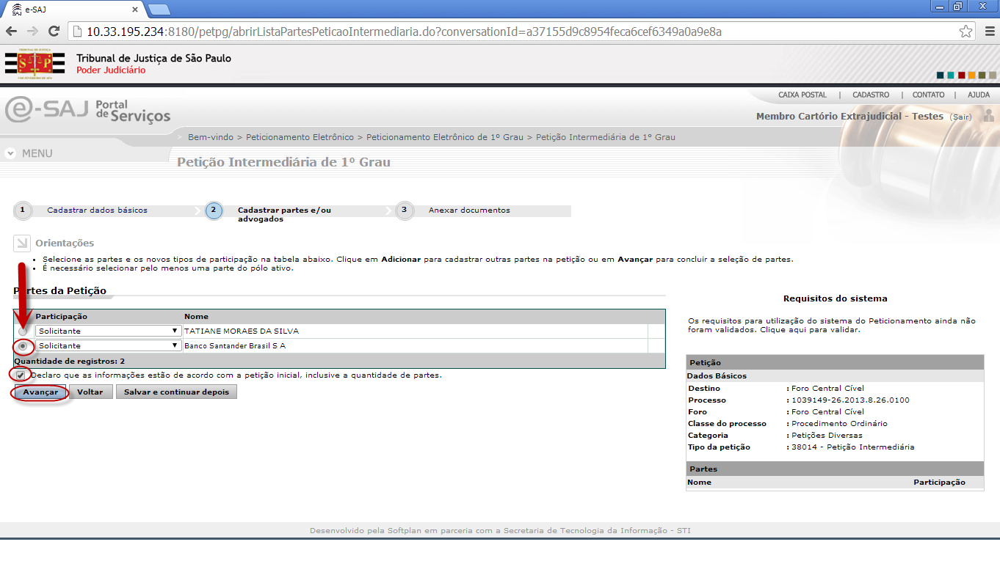 e-SAJ
10.33.195.234:8180/petpg/abrirListaPartesPeticaoIntermediaria.do?conversationId=a37155d9c8954feca6cef6349a0a9e8a
S T P
Tribunal de Justiça de São Paulo
Poder Judiciário
CAIXA POSTAL | CADASTRO | CONTATO | AJUDA
e-SAJ Portal de Serviços
Membro Cartório Extrajudicial - Testes (Sair)
Bem-vindo > Peticionamento Eletrônico > Peticionamento Eletrônico de 1º Grau > Petição Intermediária de 1º Grau
MENU
Petição Intermediária de 1º Grau
1 Cadastrar dados básicos
2 Cadastrar partes e/ou
advogados
3 Anexar documentos
Orientações
• Selecione as partes e os novos tipos de participação na tabela abaixo. Clique em Adicionar para cadastrar outras partes na petição ou em Avançar para concluir a seleção de partes.
• É necessário selecionar pelo menos uma parte do pólo ativo.
Partes da Petição
Participação Nome
Solicitante TATIANE MORAES DA SILVA
Solicitante Banco Santander Brasil S A
Quantidade de registros: 2
Declaro que as informações estão de acordo com a petição inicial, inclusive a quantidade de partes.
Avançar Voltar Salvar e continuar depois
Requisitos do sistema
Os requisitos para utilização do sistema do Peticionamento ainda não
foram validados. Clique aqui para validar.
Petição
Dados Básicos
Destino : Foro Central Cível
Processo : 1039149-26.2013.8.26.0100
Foro : Foro Central Cível
Classe do processo : Procedimento Ordinário
Categoria : Petições Diversas
Tipo da petição : 38014 - Petição Intermediária
Partes
Nome Participação
Desenvolvido pela Softplan em parceria com a Secretaria de Tecnologia da Informação - STI